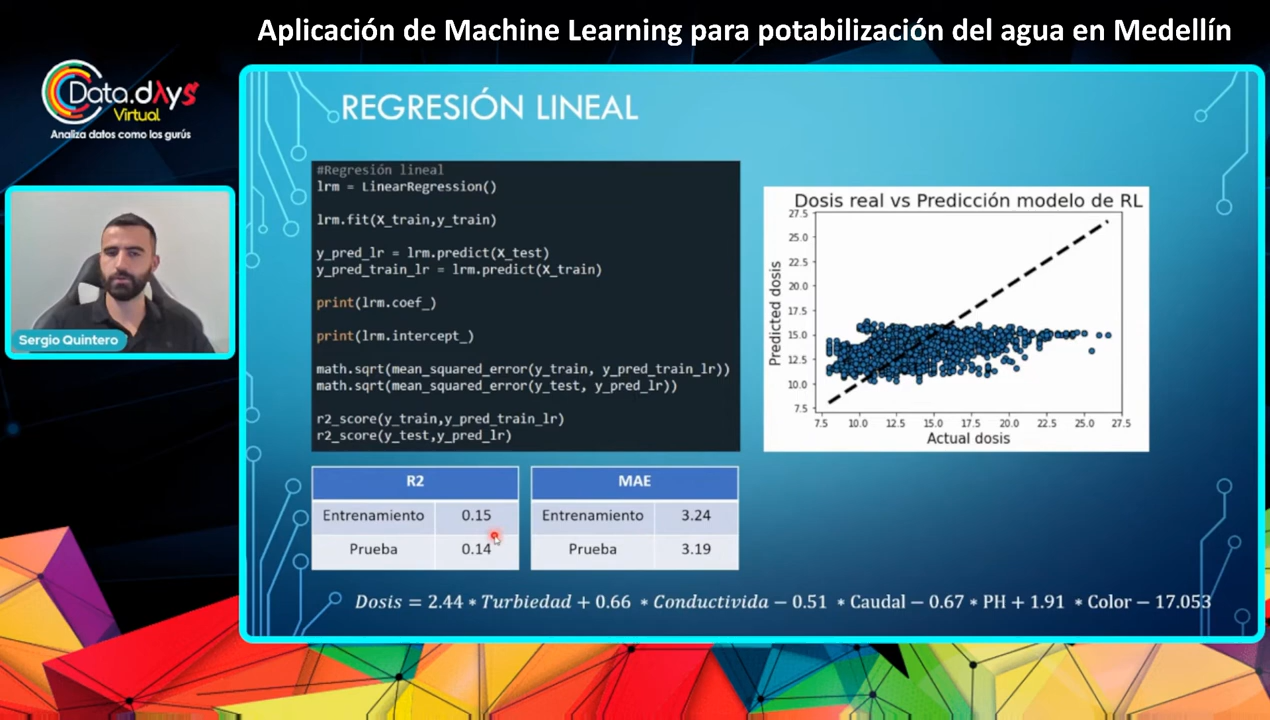 Aplicación de Machine Learning para potabilización del agua en Medellín
Data.dAys
Virtual
Analiza datos como los gurús
Sergio Quintero
REGRESIÓN LINEAL
#Regresión lineal
lrm = LinearRegression()
lrm.fit(X_train,y_train)
y_pred_lr = lrm.predict(X_test)
y_pred_train_lr = lrm.predict(X_train)
print(lrm.coef_)
print(lrm.intercept_)
math.sqrt(mean_squared_error(y_train, y_pred_train_lr))
math.sqrt(mean_squared_error(y_test, y_pred_lr))
r2_score(y_train,y_pred_train_lr)
r2_score(y_test,y_pred_lr)
Dosis real vs Predicción modelo de RL
Predicted dosis
27.5
25.0
22.5
20.0
17.5
15.0
12.5
10.0
7.5
7.5 10.0 12.5 15.0 17.5 20.0 22.5 25.0 27.5
Actual dosis
R2
Entrenamiento 0.15
Prueba 0.14
MAE
Entrenamiento 3.24
Prueba 3.19
Dosis = 2.44 * Turbiedad + 0.66 * Conductivida − 0.51 * Caudal − 0.67 * PH + 1.91 * Color − 17.053